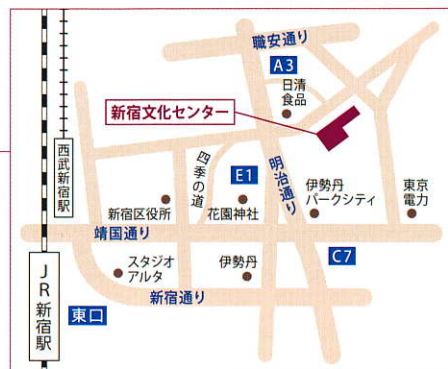 職安通り
A3
日清
食品
新宿文化センター
西武新宿駅
四季の道
E1
明治通り
新宿区役所
花園神社
伊勢丹
パークシティ
東京
電力
靖国通り
スタジオ
アルタ
伊勢丹
C7
新宿通り
JR新宿駅
東口